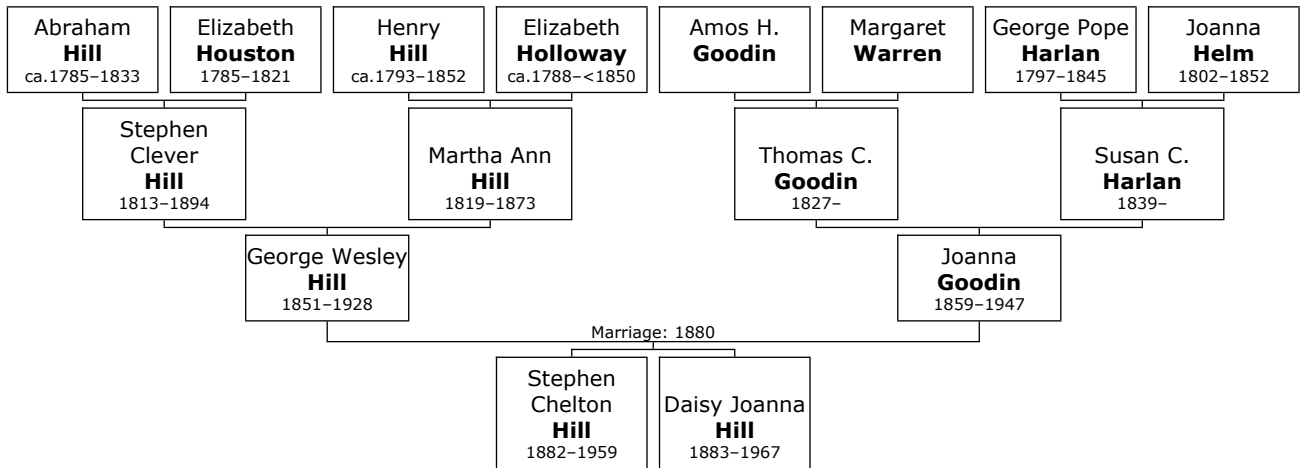 Abraham
Hill
ca.1785–1833
Elizabeth
Houston
1785–1821
Henry
Hill
ca.1793–1852
Elizabeth
Holloway
ca.1788–<1850
Amos H.
Goodin
Margaret
Warren
George Pope
Harlan
1797–1845
Joanna
Helm
1802–1852
Stephen
Clever
Hill
1813–1894
Martha Ann
Hill
1819–1873
Thomas C.
Goodin
1827–
Susan C.
Harlan
1839–
George Wesley
Hill
1851–1928
Joanna
Goodin
1859–1947
Marriage: 1880
Stephen
Chelton
Hill
1882–1959
Daisy Joanna
Hill
1883–1967